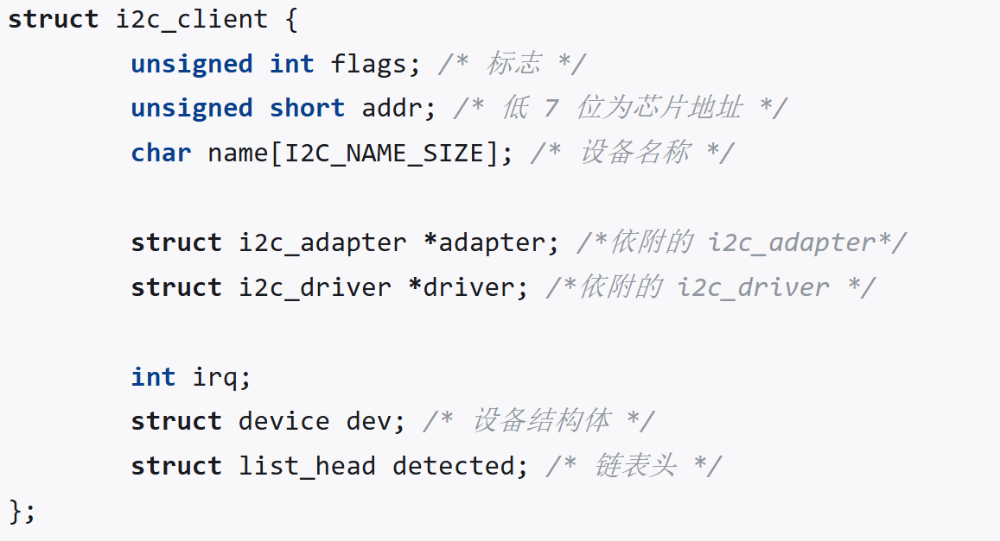 struct i2c_client {
unsigned int flags; /* 标志 */
unsigned short addr; /* 低 7 位为芯片地址 */
char name[I2C_NAME_SIZE]; /* 设备名称 */
struct i2c_adapter *adapter; /*依附的 i2c_adapter*/
struct i2c_driver *driver; /*依附的 i2c_driver */
int irq;
struct device dev; /* 设备结构体 */
struct list_head detected; /* 链表头 */
};